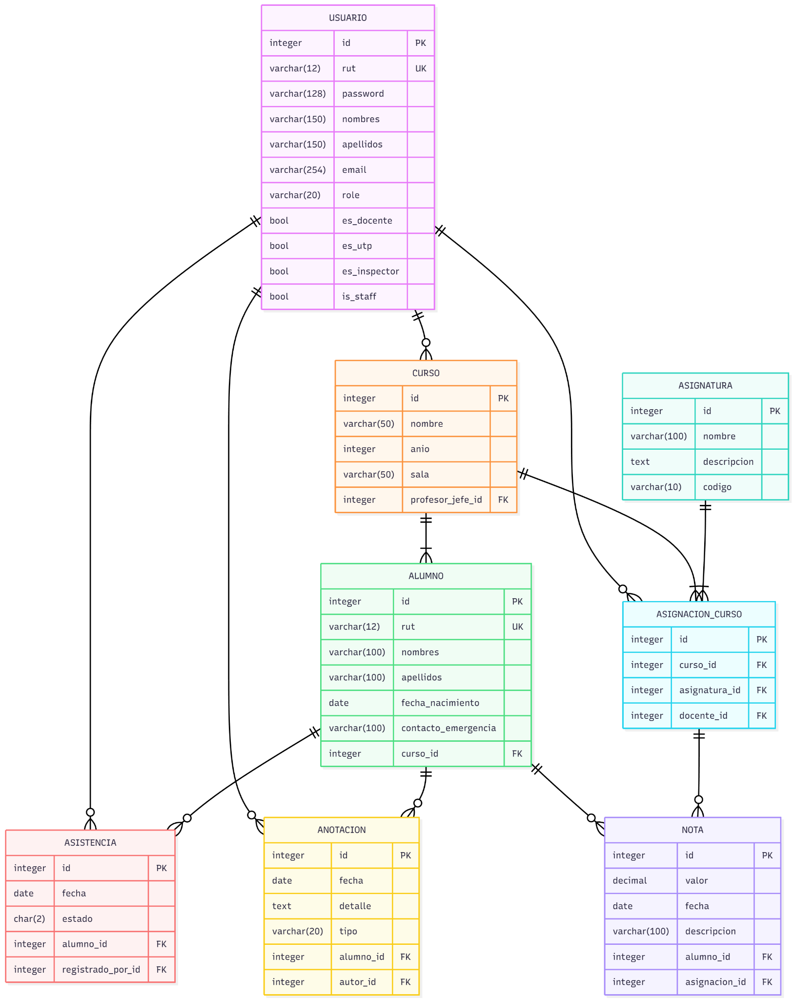 USUARIO
integer id PK
varchar(12) rut UK
varchar(128) password
varchar(150) nombres
varchar(150) apellidos
varchar(254) email
varchar(20) role
bool es_docente
bool es_utp
bool es_inspector
bool is_staff
CURSO
integer id PK
varchar(50) nombre
integer anio
varchar(50) sala
integer profesor_jefe_id FK
ASIGNATURA
integer id PK
varchar(100) nombre
text descripcion
varchar(10) codigo
ALUMNO
integer id PK
varchar(12) rut UK
varchar(100) nombres
varchar(100) apellidos
date fecha_nacimiento
varchar(100) contacto_emergencia
integer curso_id FK
ASIGNACION_CURSO
integer id PK
integer curso_id FK
integer asignatura_id FK
integer docente_id FK
ASISTENCIA
integer id PK
date fecha
char(2) estado
integer alumno_id FK
integer registrado_por_id FK
ANOTACION
integer id PK
date fecha
text detalle
varchar(20) tipo
integer alumno_id FK
integer autor_id FK
NOTA
integer id PK
decimal valor
date fecha
varchar(100) descripcion
integer alumno_id FK
integer asignacion_id FK